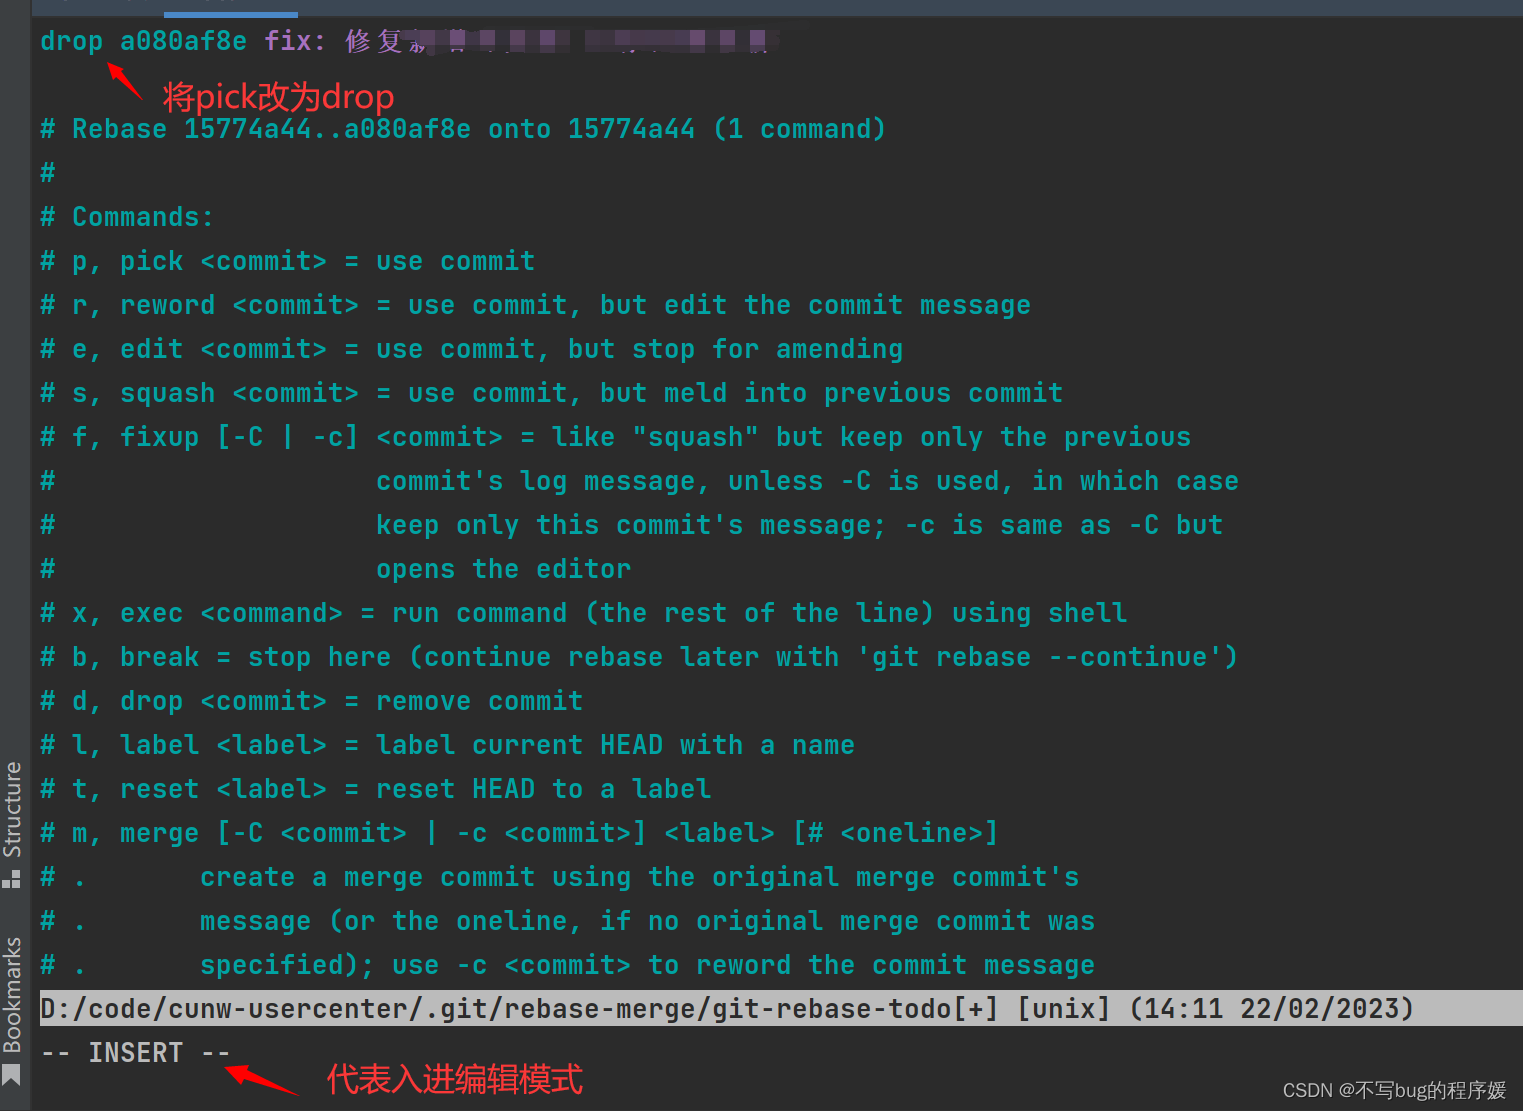 drop a080af8e fix: 修复
将pick改为drop
# Rebase 15774a44..a080af8e onto 15774a44 (1 command)
#
# Commands:
# p, pick <commit> = use commit
# r, reword <commit> = use commit, but edit the commit message
# e, edit <commit> = use commit, but stop for amending
# s, squash <commit> = use commit, but meld into previous commit
# f, fixup [-C | -c] <commit> = like "squash" but keep only the previous
#                    commit's log message, unless -C is used, in which case
#                    keep only this commit's message; -c is same as -C but
#                    opens the editor
# x, exec <command> = run command (the rest of the line) using shell
# b, break = stop here (continue rebase later with 'git rebase --continue')
# d, drop <commit> = remove commit
# l, label <label> = label current HEAD with a name
# t, reset <label> = reset HEAD to a label
# m, merge [-C <commit> | -c <commit>] <label> [# <oneline>]
# .       create a merge commit using the original merge commit's
# .       message (or the oneline, if no original merge commit was
# .       specified); use -c <commit> to reword the commit message
D:/code/cunw-usercenter/.git/rebase-merge/git-rebase-todo[+] [unix] (14:11 22/02/2023)
-- INSERT --
代表入进编辑模式
Structure
Bookmarks
CSDN @不写bug的程序媛